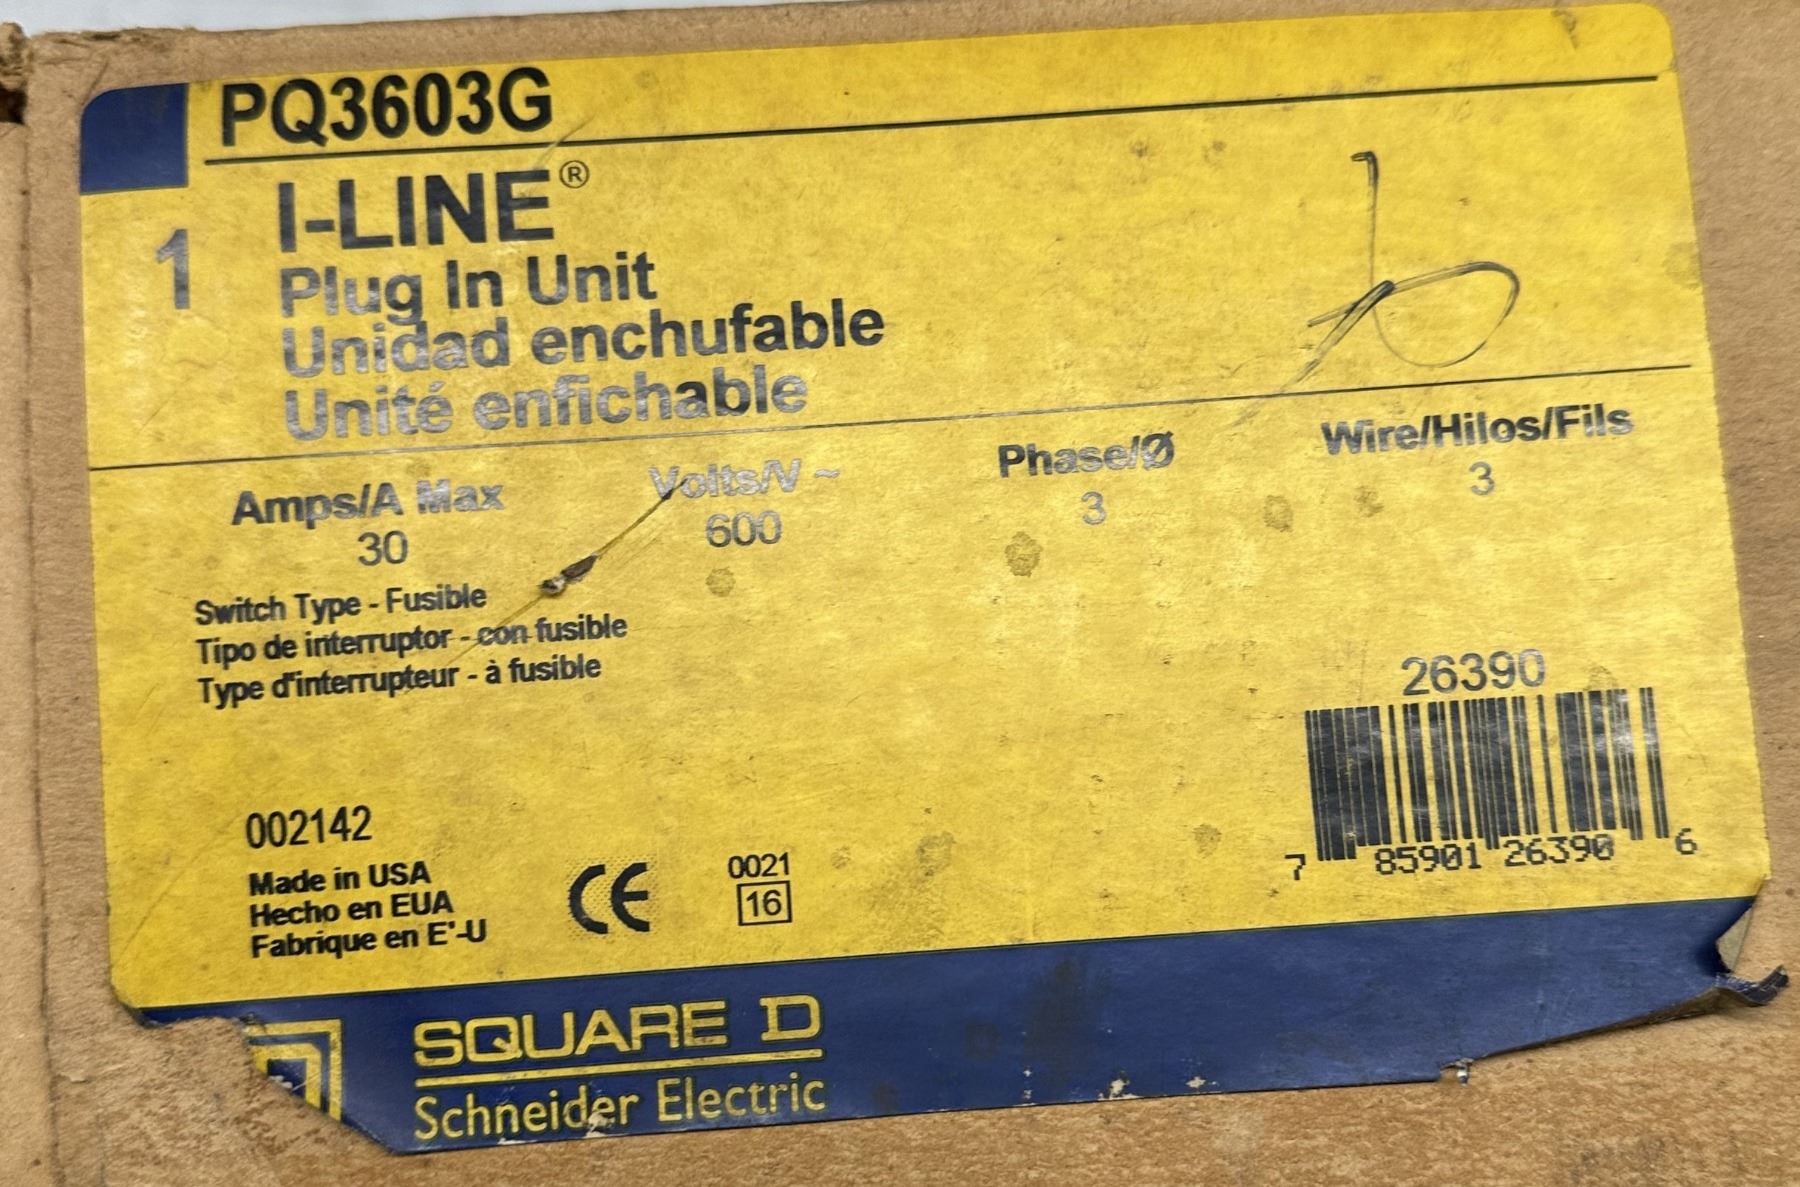 PQ3603G
1
I-LINE®
Plug In Unit
Unidad enchufable
Unité enfichable
Amps/A Max
30
Volts/V ~
600
Phase/Ø
3
Wire/Hilos/Fils
3
Switch Type - Fusible
Tipo de interruptor - con fusible
Type d'interrupteur - à fusible
26390
7 85901 26390 6
002142
Made in USA
Hecho en EUA
Fabrique en E'-U
CE
0021
16
SQUARE D
Schneider Electric